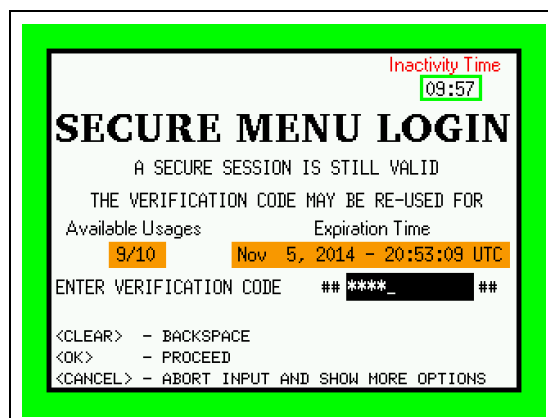 Inactivity Time
09:57
SECURE MENU LOGIN
A SECURE SESSION IS STILL VALID
THE VERIFICATION CODE MAY BE RE-USED FOR
Available Usages Expiration Time
9/10 Nov 5, 2014 - 20:53:09 UTC
ENTER VERIFICATION CODE ## ****_ ##
<CLEAR> - BACKSPACE
<OK> - PROCEED
<CANCEL> - ABORT INPUT AND SHOW MORE OPTIONS